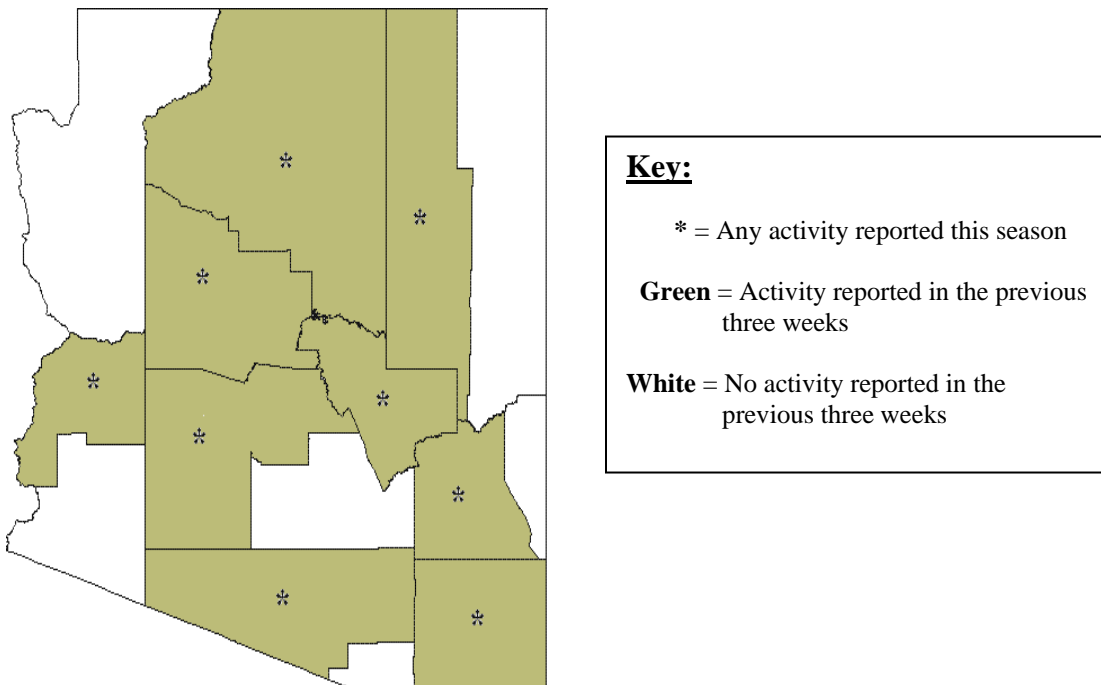 Key:
* = Any activity reported this season
Green = Activity reported in the previous
three weeks
White = No activity reported in the
previous three weeks
*
*
*
*
*
*
*
*
*